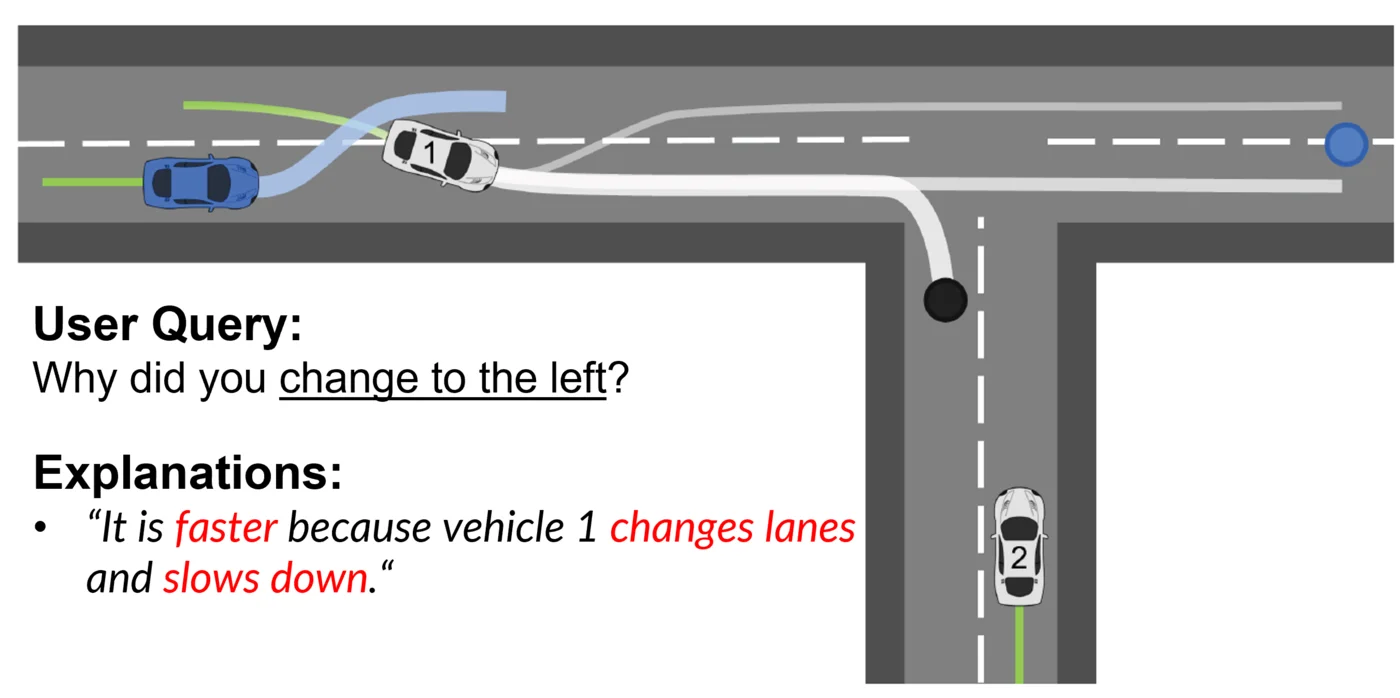 1
User Query:
Why did you change to the left?
Explanations:
• “It is faster because vehicle 1 changes lanes
and slows down.“
2